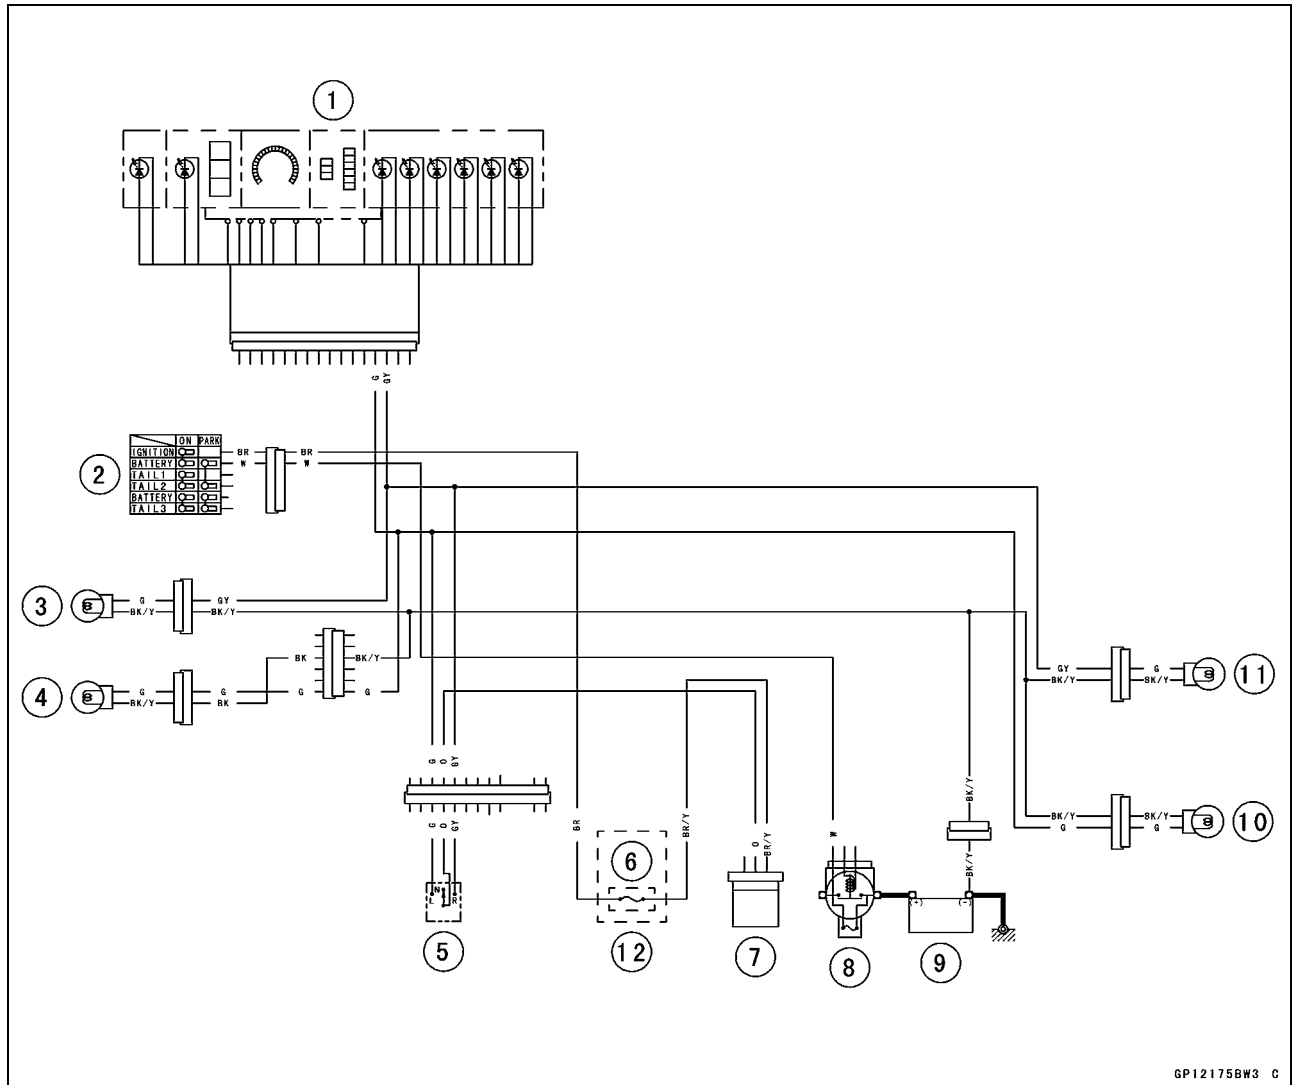 1
G
GY
2
ON PARK
IGNITION
BATTERY
TAIL1
TAIL2
BATTERY
TAIL3
BR
W
BR
W
3
G
BK/Y
GY
BK/Y
4
G
BK/Y
G
BK
BK
G
BK/Y
G
GY
BK/Y
G
BK/Y
11
BK/Y
G
BK/Y
G
10
G
O
GY
G
O
GY
L
N
R
5
BR
6
12
BR/Y
O
BR/Y
7
W
8
BK/Y
BK/Y
(+)
(-)
9
GP12175BW3 C